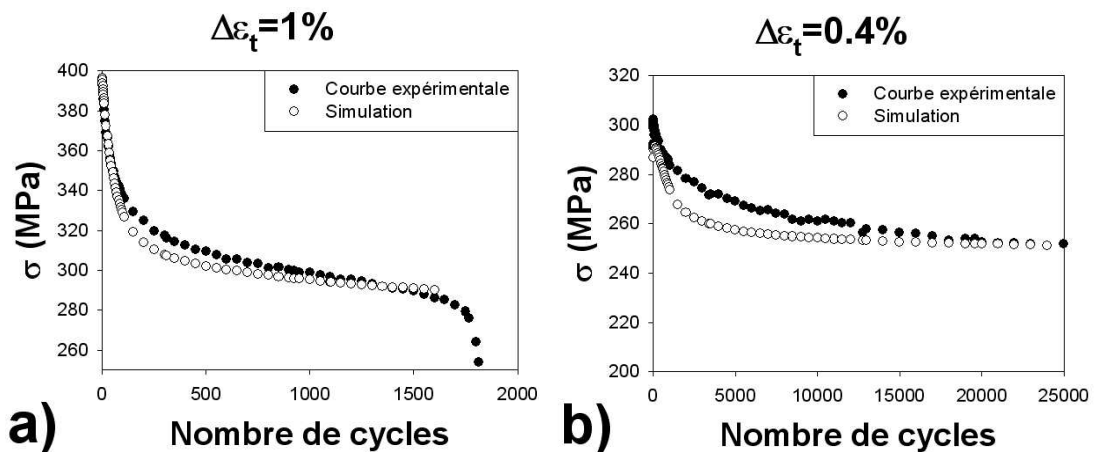 Δεt=1%
400
380
360
340
320
300
280
260
σ (MPa)
Courbe expérimentale
Simulation
0 500 1000 1500 2000
Nombre de cycles
a)
Δεt=0.4%
320
300
280
260
240
220
200
σ (MPa)
Courbe expérimentale
Simulation
0 5000 10000 15000 20000 25000
Nombre de cycles
b)